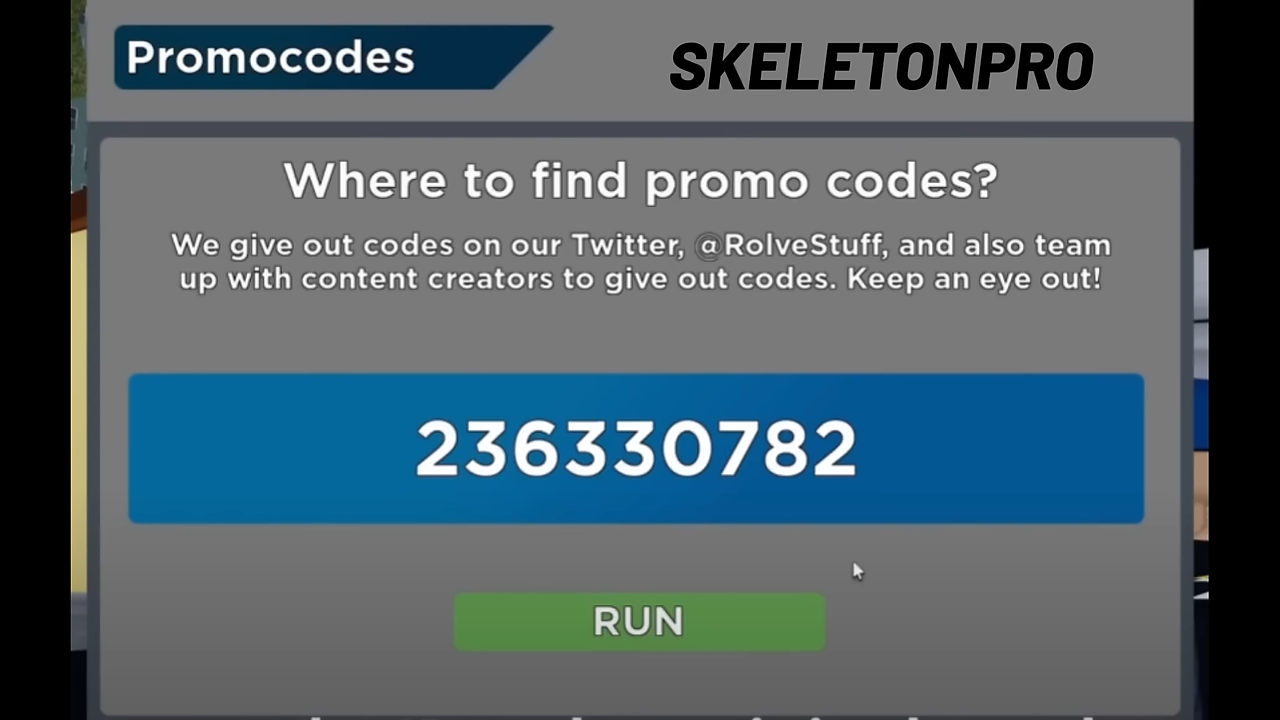 Promocodes
SKELETONPRO
Where to find promo codes?
We give out codes on our Twitter, @RolveStuff, and also team
up with content creators to give out codes. Keep an eye out!
236330782
RUN